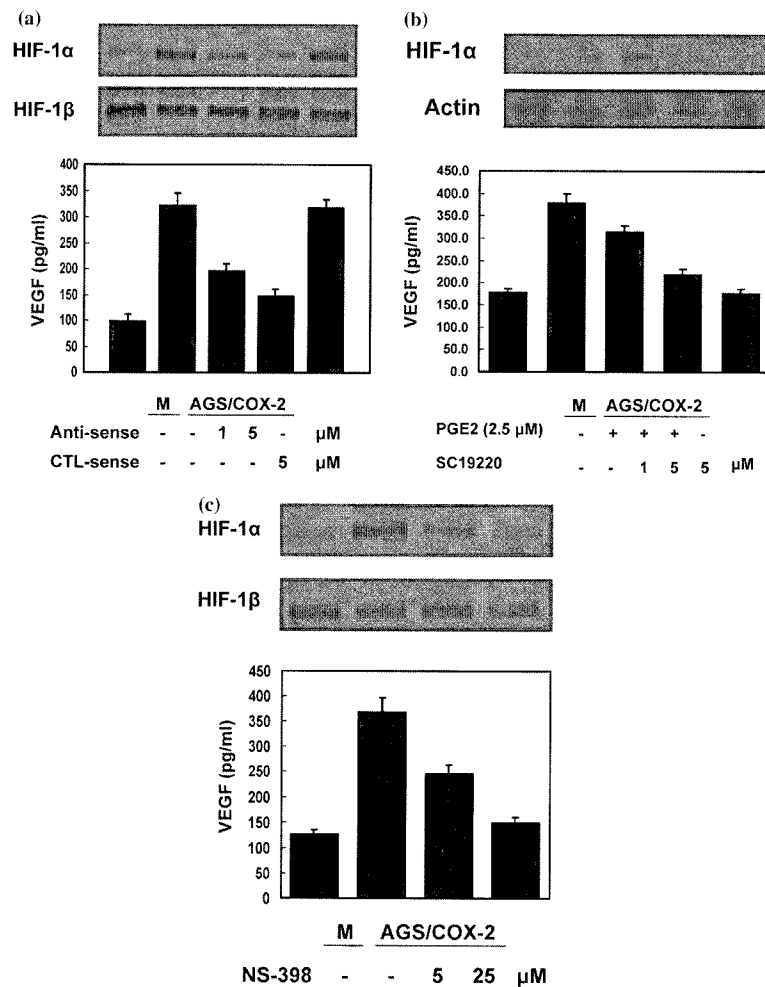 (a)
HIF-1α
HIF-1β
400
350
300
250
200
150
100
50
0
VEGF (pg/ml)
M AGS/COX-2
Anti-sense - - 1 5 - μM
CTL-sense - - - - 5 μM
(b)
HIF-1α
Actin
450.0
400.0
350.0
300.0
250.0
200.0
150.0
100.0
50.0
0.0
VEGF (pg/ml)
M AGS/COX-2
PGE2 (2.5 μM) - + + + -
SC19220 - - 1 5 5 μM
(c)
HIF-1α
HIF-1β
450
400
350
300
250
200
150
100
50
0
VEGF (pg/ml)
M AGS/COX-2
NS-398 - - 5 25 μM